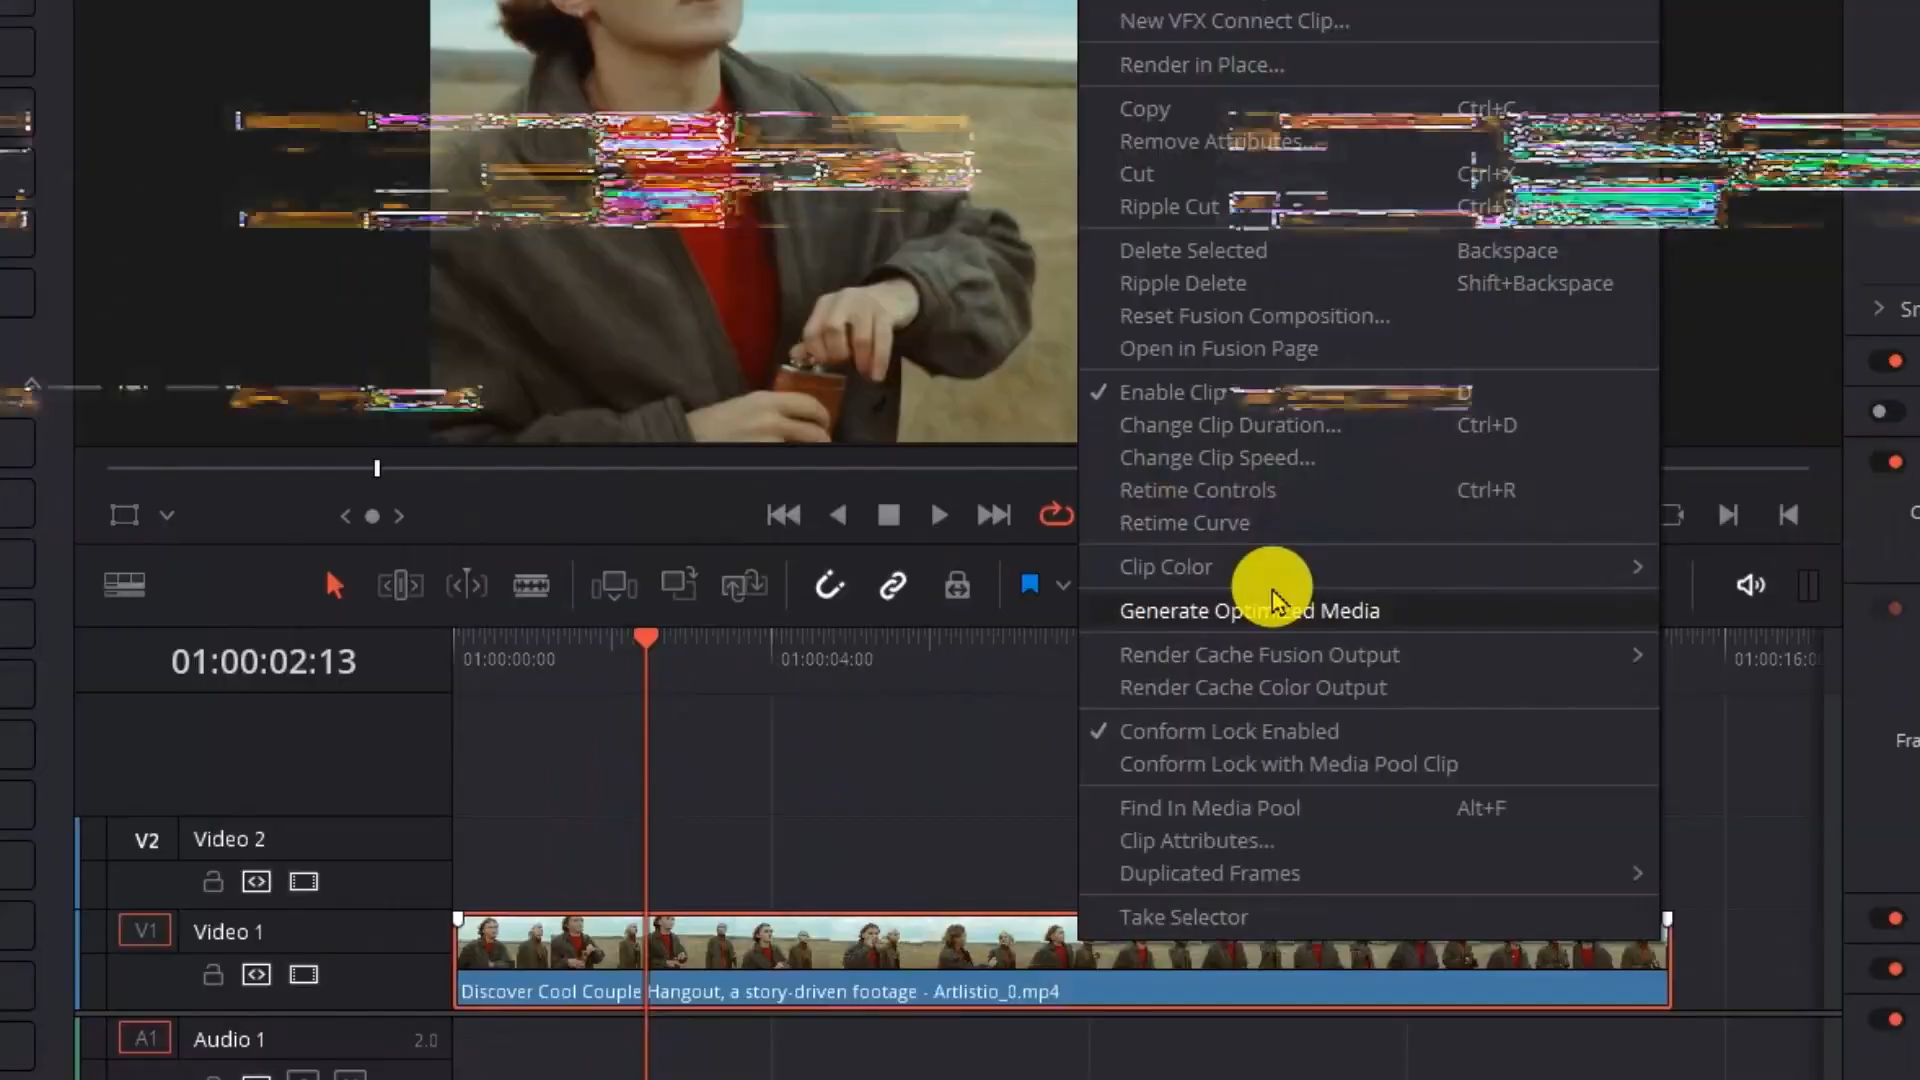 New VFX Connect Clip...
Render in Place...
Copy Ctrl+C
Remove Attributes...
Cut Ctrl+X
Ripple Cut
Delete Selected Backspace
Ripple Delete Shift+Backspace
Reset Fusion Composition...
Open in Fusion Page
Enable Clip D
Change Clip Duration... Ctrl+D
Change Clip Speed...
Retime Controls Ctrl+R
Retime Curve
Clip Color
Generate Optimized Media
Render Cache Fusion Output
Render Cache Color Output
Conform Lock Enabled
Conform Lock with Media Pool Clip
Find In Media Pool Alt+F
Clip Attributes...
Duplicated Frames
Take Selector
01:00:02:13
01:00:00:00
01:00:04:00
V2 Video 2
V1 Video 1
Discover Cool Couple Hangout, a story-driven footage - Artlistio_0.mp4
A1 Audio 1 2.0